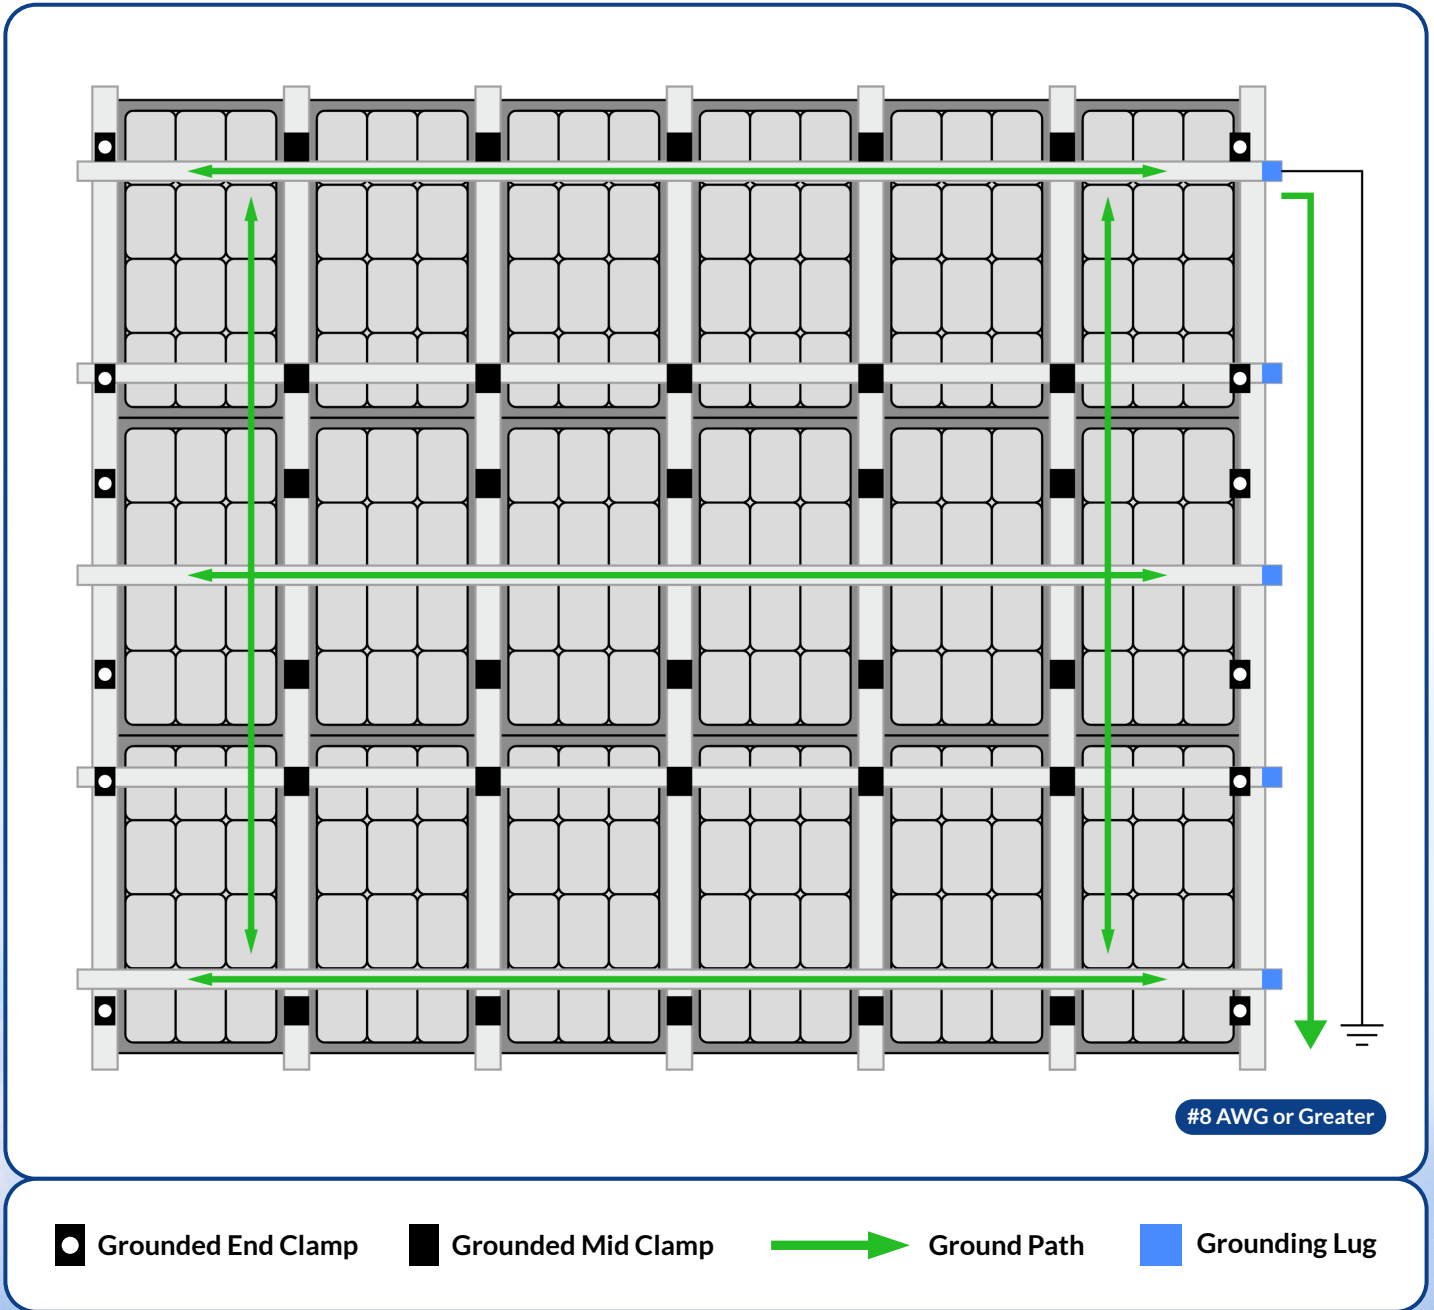 #8 AWG or Greater
Grounded End Clamp
Grounded Mid Clamp
Ground Path
Grounding Lug